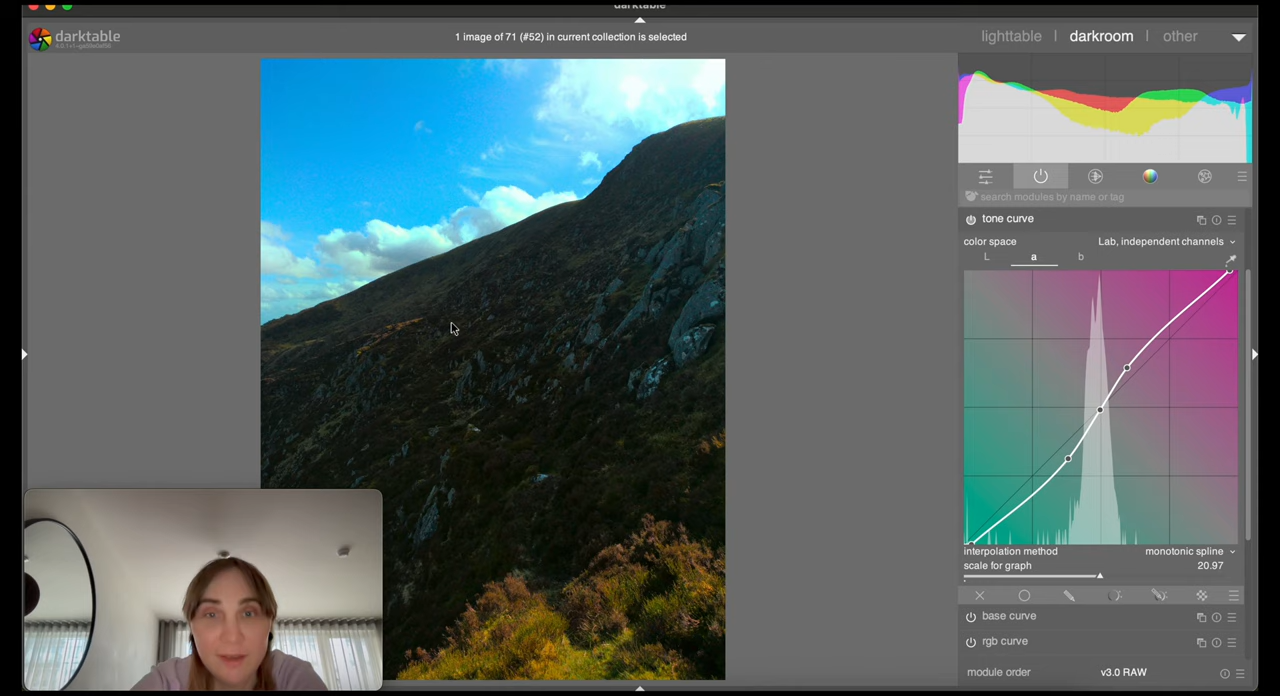 darktable
darktable
1 image of 71 (#52) in current collection is selected
lighttable | darkroom | other
search modules by name or tag
tone curve
color space Lab, independent channels
L a b
interpolation method monotonic spline
scale for graph 20.97
base curve
rgb curve
module order v3.0 RAW